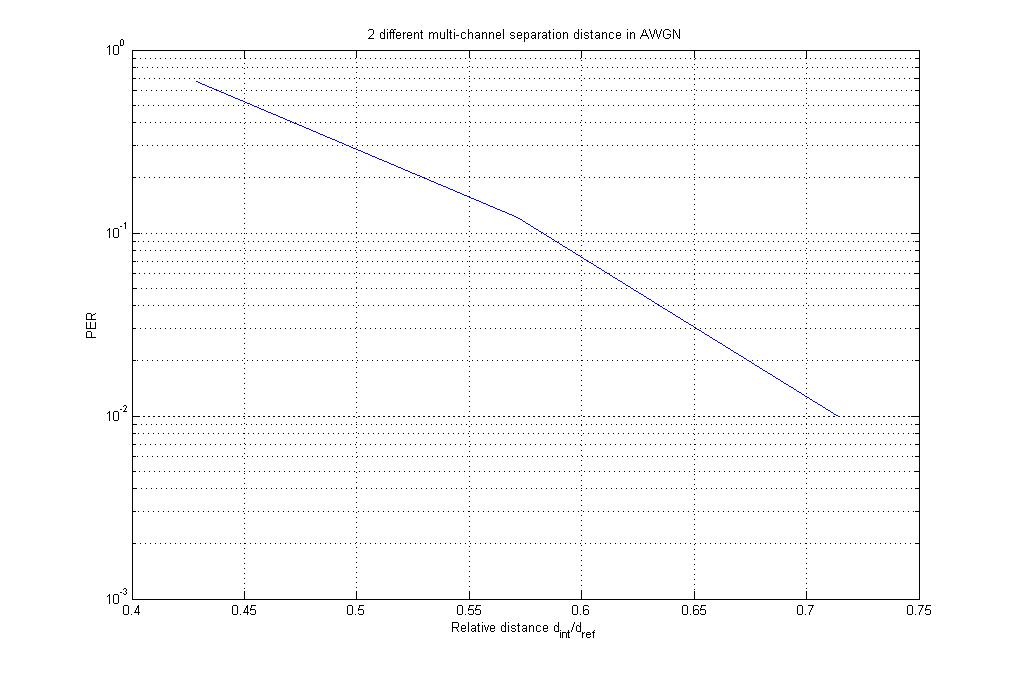 2 different multi-channel separation distance in AWGN
10^0
10^-1
10^-2
10^-3
PER
0.4 0.45 0.5 0.55 0.6 0.65 0.7 0.75
Relative distance d_int/d_ref